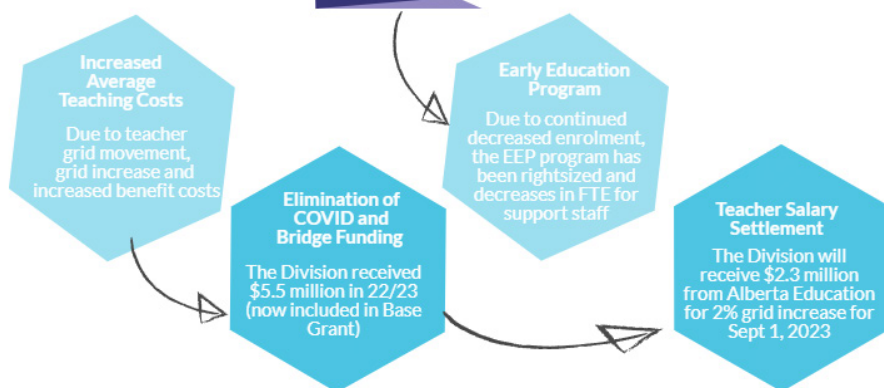 Increased
Average
Teaching Costs
Due to teacher
grid movement,
grid increase and
increased benefit costs
Elimination of
COVID and
Bridge Funding
The Division received
$5.5 million in 22/23
(now included in Base
Grant)
Early Education
Program
Due to continued
decreased enrolment,
the EEP program has
been rightsized and
decreases in FTE for
support staff
Teacher Salary
Settlement
The Division will
receive $2.3 million
from Alberta Education
for 2% grid increase for
Sept 1, 2023